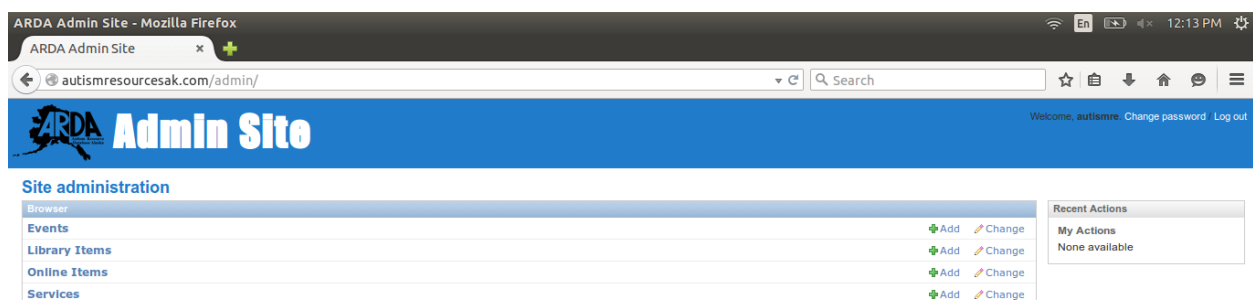 ARDA Admin Site - Mozilla Firefox
En
12:13 PM
ARDA Admin Site
autismresourcesak.com/admin/
Search
ARDA
Admin Site
Welcome, autismre. Change password / Log out
Site administration
Browser
Events Add Change
Library Items Add Change
Online Items Add Change
Services Add Change
Recent Actions
My Actions
None available